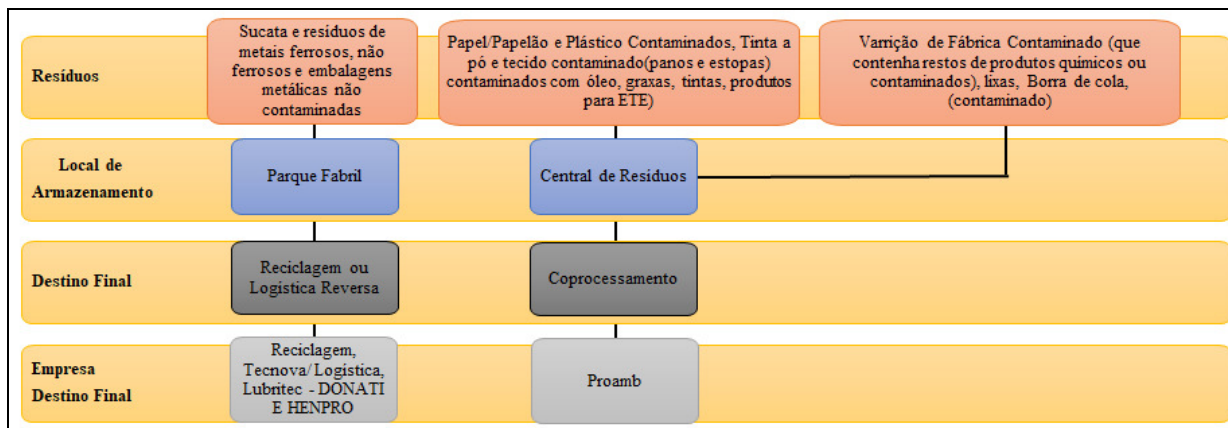 Resíduos
Sucata e resíduos de
metais ferrosos, não
ferrosos e embalagens
metálicas não
contaminadas
Papel/Papelão e Plástico Contaminados, Tinta a
pó e tecido contaminado(panos e estopas)
contaminados com óleo, graxas, tintas, produtos
para ETE)
Varrição de Fábrica Contaminado (que
contenha restos de produtos químicos ou
contaminados), lixas, Borra de cola,
(contaminado)
Local de
Armazenamento
Parque Fabril
Central de Resíduos
Destino Final
Reciclagem ou
Logística Reversa
Coprocessamento
Empresa
Destino Final
Reciclagem,
Tecnova/Logística,
Lubritec - DONATI
E HENPRO
Proamb